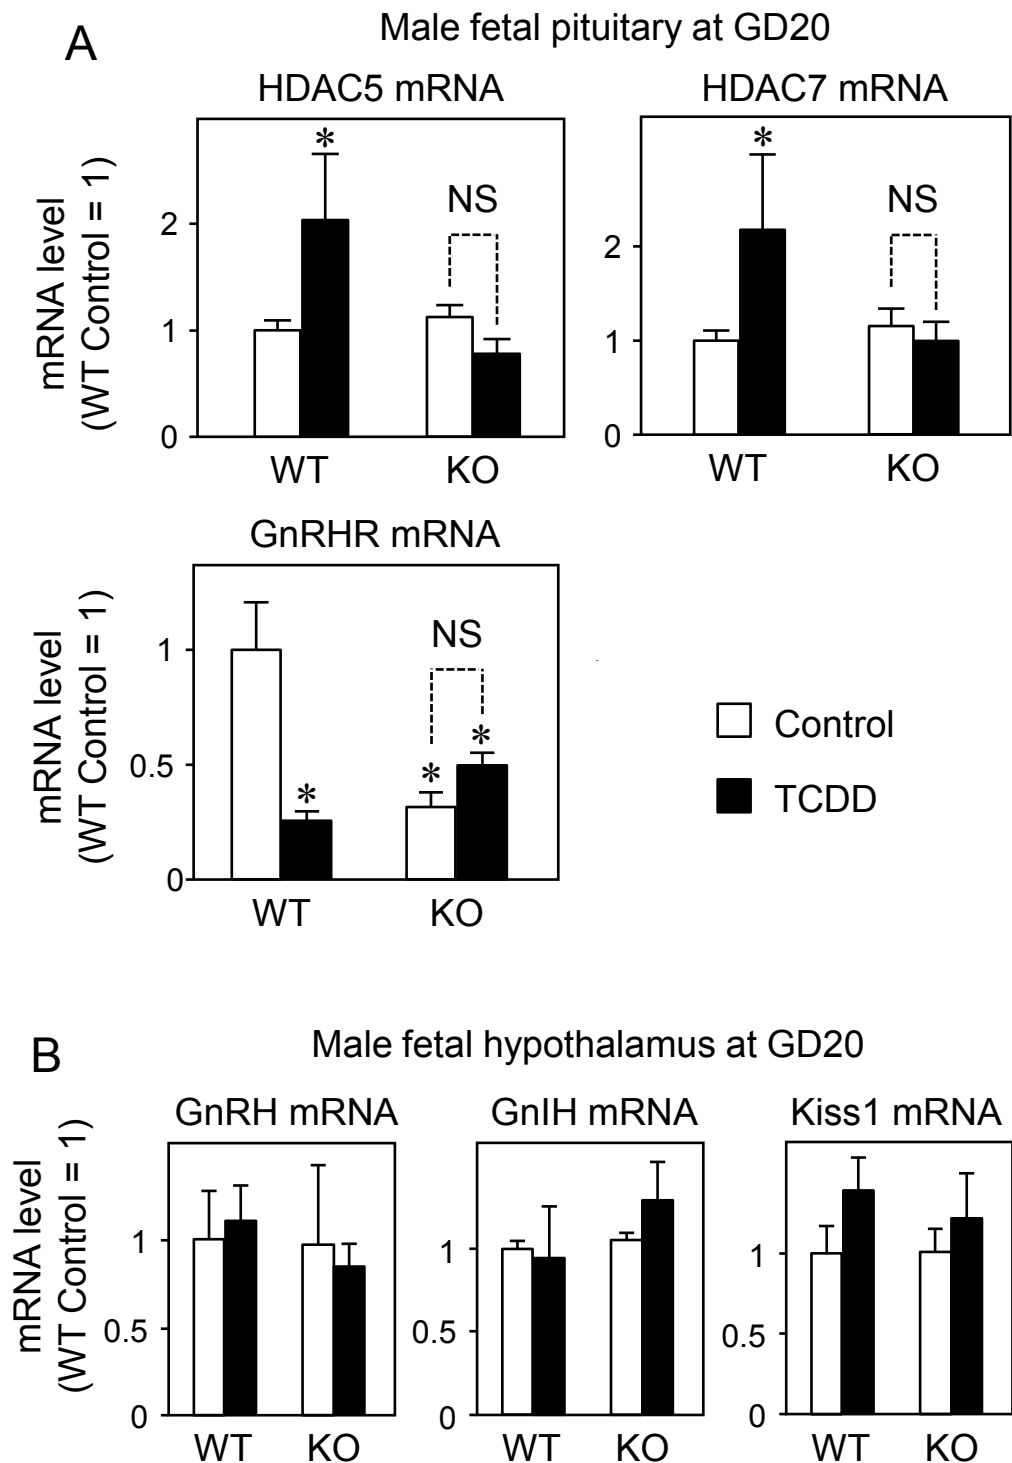 A
Male fetal pituitary at GD20
HDAC5 mRNA
HDAC7 mRNA
mRNA level
(WT Control = 1)
2
1
0
*
NS
WT
KO
2
1
0
*
NS
WT
KO
GnRHR mRNA
mRNA level
(WT Control = 1)
1
0.5
0
*
*
*
NS
WT
KO
Control
TCDD
B
Male fetal hypothalamus at GD20
GnRH mRNA
GnIH mRNA
Kiss1 mRNA
mRNA level
(WT Control = 1)
1
0.5
0
WT
KO
1
0.5
0
WT
KO
1
0.5
0
WT
KO